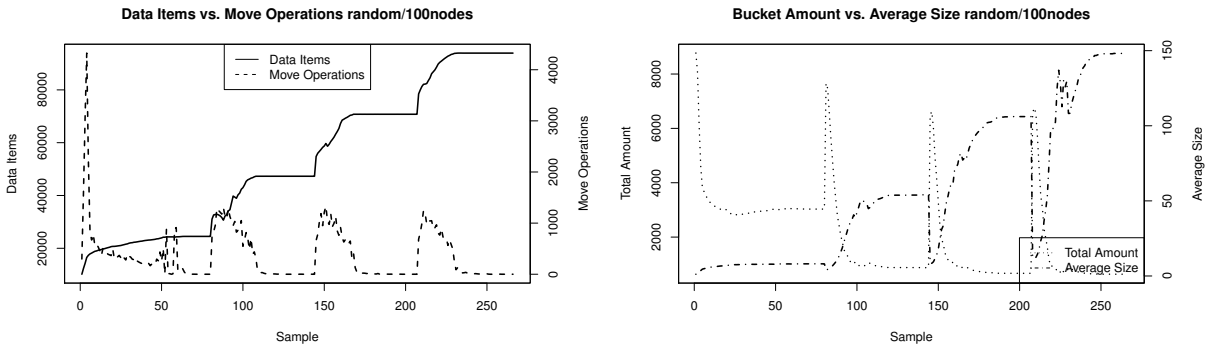 Data Items vs. Move Operations random/100nodes
Data Items
Move Operations
Data Items
20000 40000 60000 80000
0 1000 2000 3000 4000
Move Operations
0 50 100 150 200 250
Sample
Bucket Amount vs. Average Size random/100nodes
Total Amount
2000 4000 6000 8000
0 50 100 150
Average Size
Total Amount
Average Size
0 50 100 150 200 250
Sample